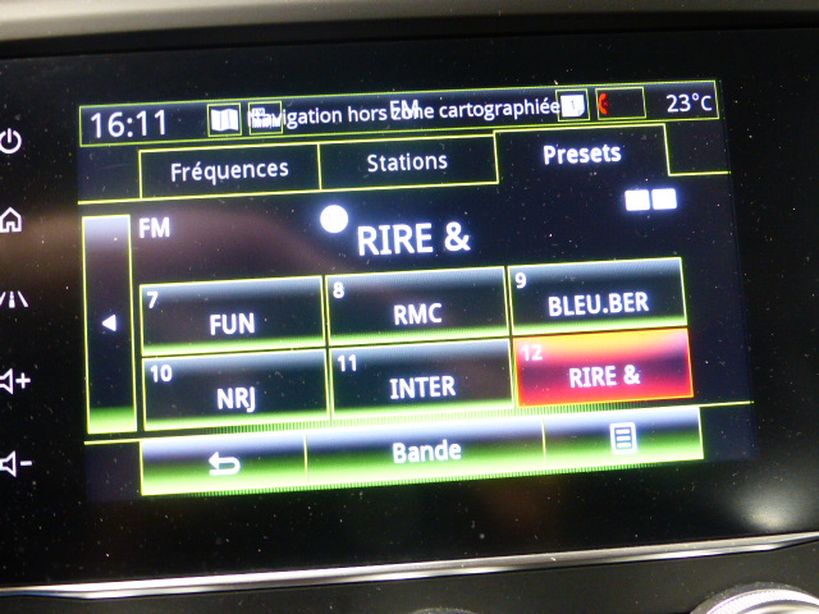 16:11
FM
Navigation hors zone cartographiée
23°C
Fréquences
Stations
Presets
FM
RIRE &
7
FUN
8
RMC
9
BLEU.BER
10
NRJ
11
INTER
12
RIRE &
Bande